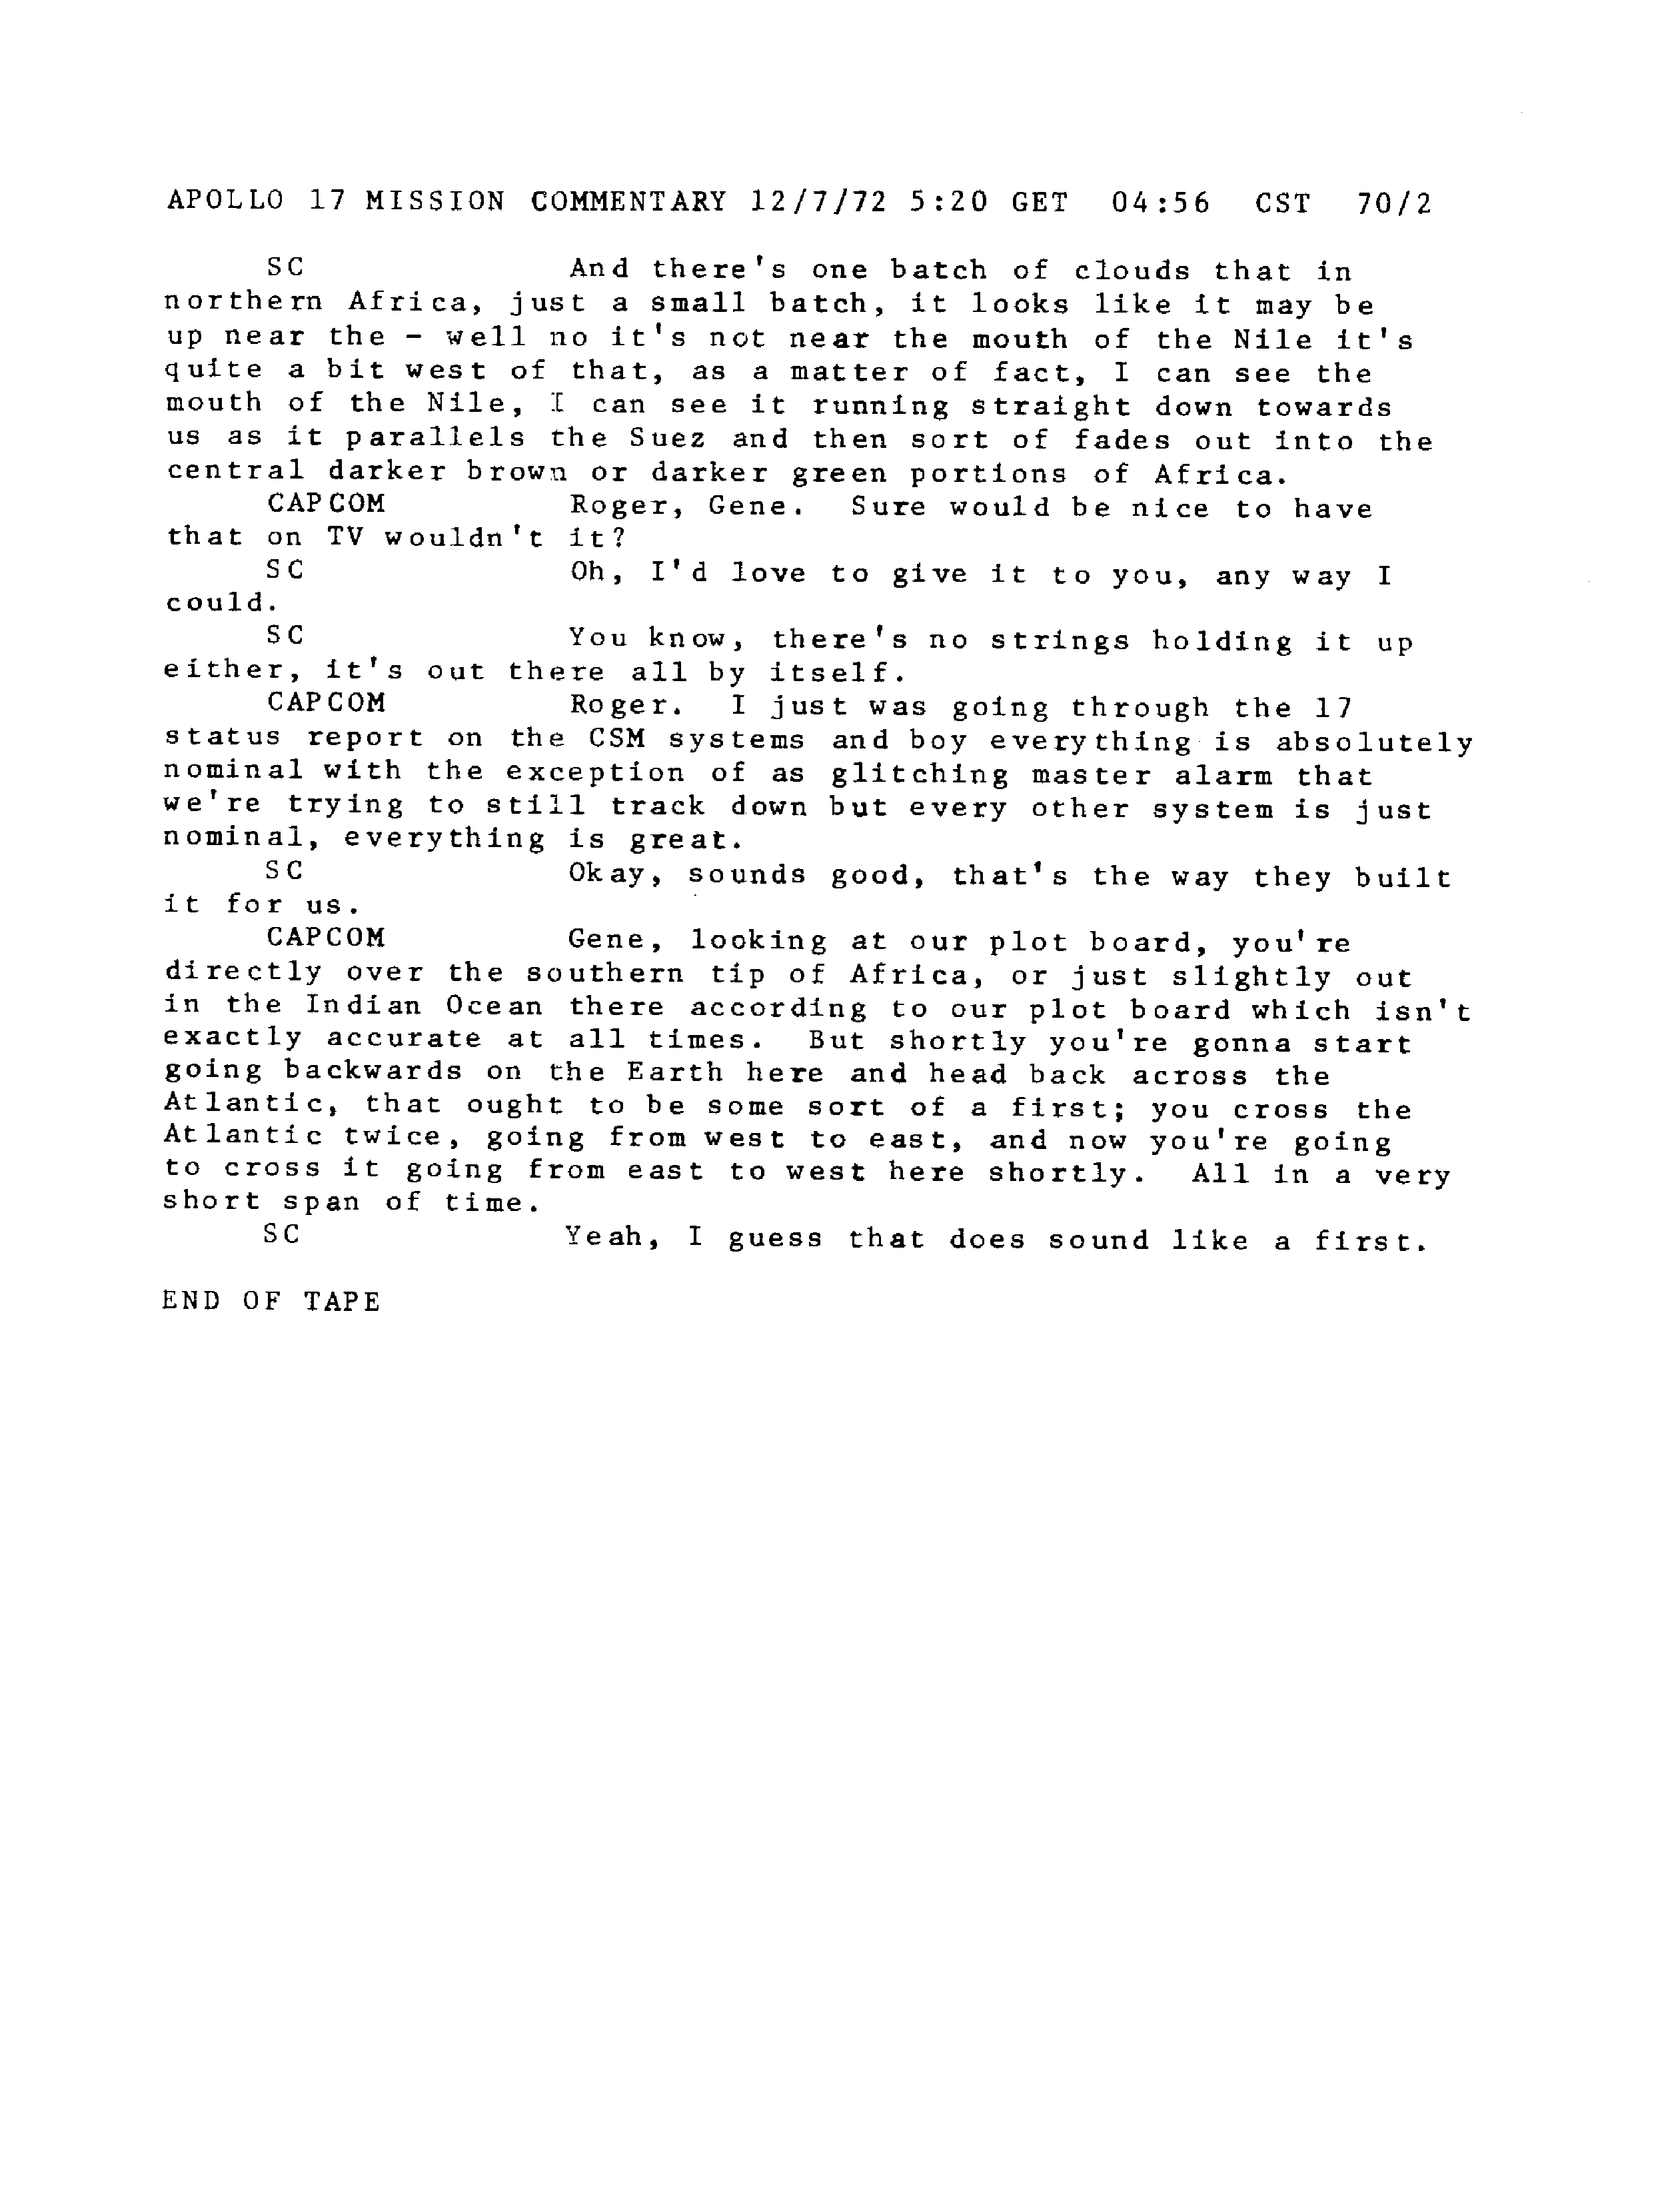 APOLLO 17 MISSION COMMENTARY 12/7/72 5:20 GET 04:56 CST 70/2
SC And there's one batch of clouds that in
northern Africa, just a small batch, it looks like it may be
up near the - well no it's not near the mouth of the Nile it's
quite a bit west of that, as a matter of fact, I can see the
mouth of the Nile, I can see it running straight down towards
us as it parallels the Suez and then sort of fades out into the
central darker brown or darker green portions of Africa.
CAPCOM Roger, Gene. Sure would be nice to have
that on TV wouldn't it?
SC Oh, I'd love to give it to you, any way I
could.
SC You know, there's no strings holding it up
either, it's out there all by itself.
CAPCOM Roger. I just was going through the 17
status report on the CSM systems and boy everything is absolutely
nominal with the exception of as glitching master alarm that
we're trying to still track down but every other system is just
nominal, everything is great.
SC Okay, sounds good, that's the way they built
it for us.
CAPCOM Gene, looking at our plot board, you're
directly over the southern tip of Africa, or just slightly out
in the Indian Ocean there according to our plot board which isn't
exactly accurate at all times. But shortly you're gonna start
going backwards on the Earth here and head back across the
Atlantic, that ought to be some sort of a first; you cross the
Atlantic twice, going from west to east, and now you're going
to cross it going from east to west here shortly. All in a very
short span of time.
SC Yeah, I guess that does sound like a first.
END OF TAPE